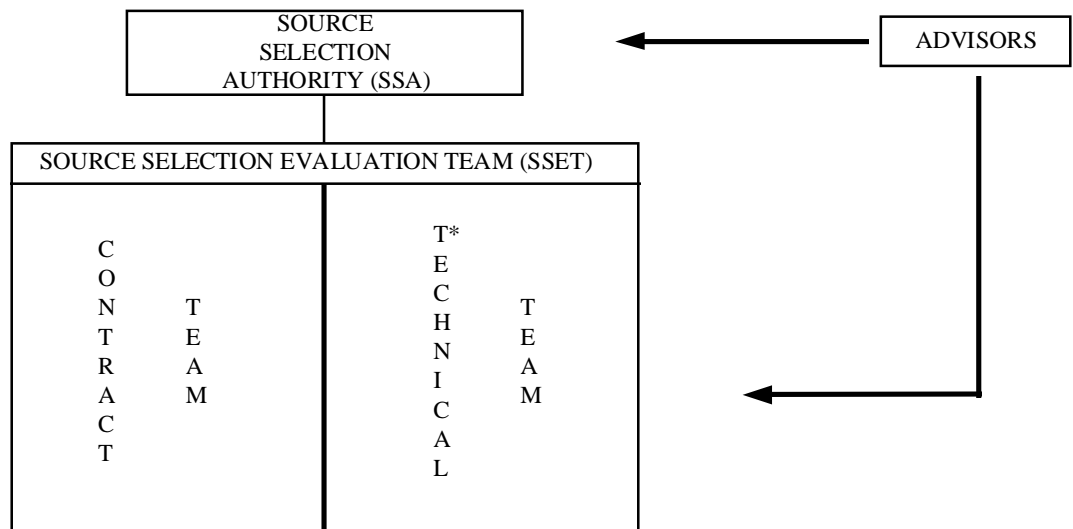 SOURCE
SELECTION
AUTHORITY (SSA)
ADVISORS
SOURCE SELECTION EVALUATION TEAM (SSET)
CONTRACT
TEAM
T*ECHNICAL
TEAM